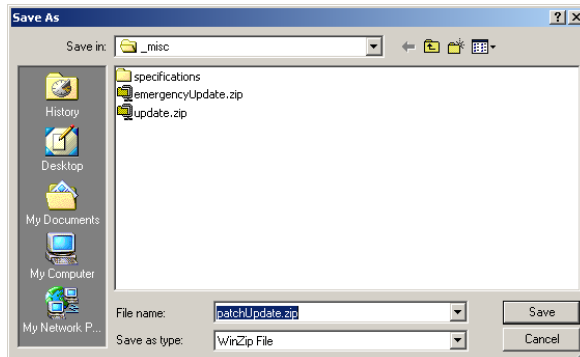 Save As
Save in:
_misc
History
Desktop
My Documents
My Computer
My Network P...
specifications
emergencyUpdate.zip
update.zip
File name:
patchUpdate.zip
Save
Save as type:
WinZip File
Cancel